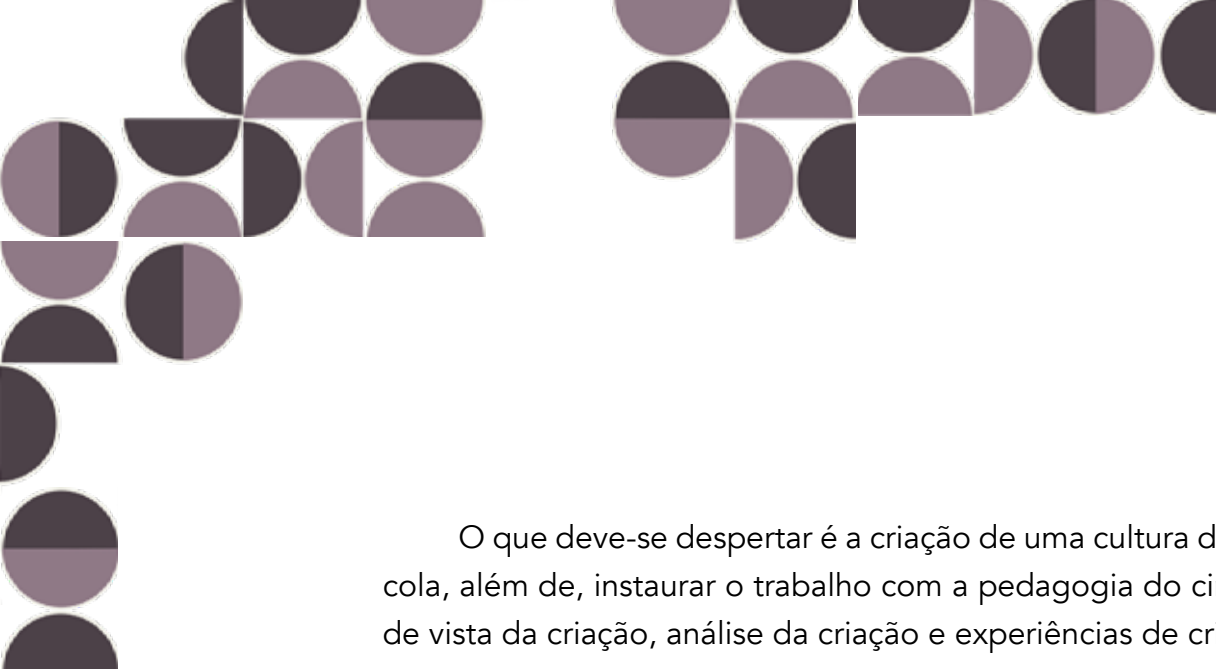 O que deve-se despertar é a criação de uma cultura
cola, além de, instaurar o trabalho com a pedagogia do
de vista da criação, análise da criação e experiências de